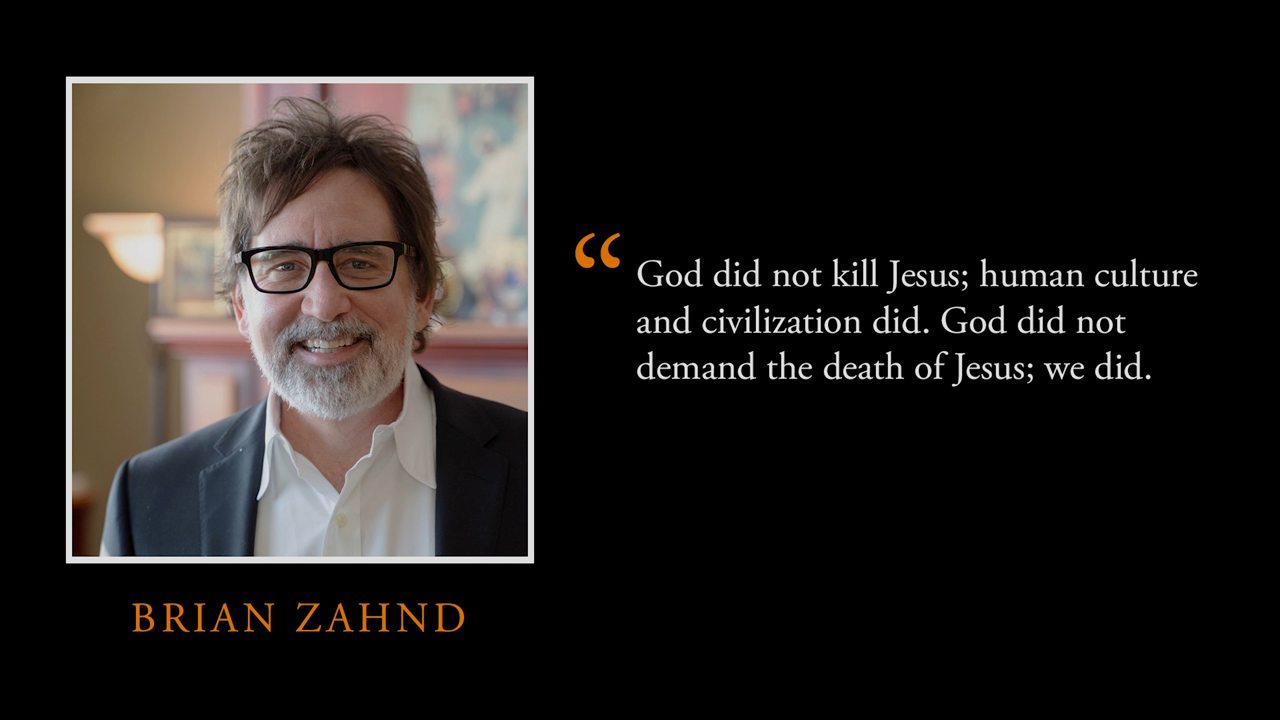 “God did not kill Jesus; human culture
and civilization did. God did not
demand the death of Jesus; we did.
BRIAN ZAHND